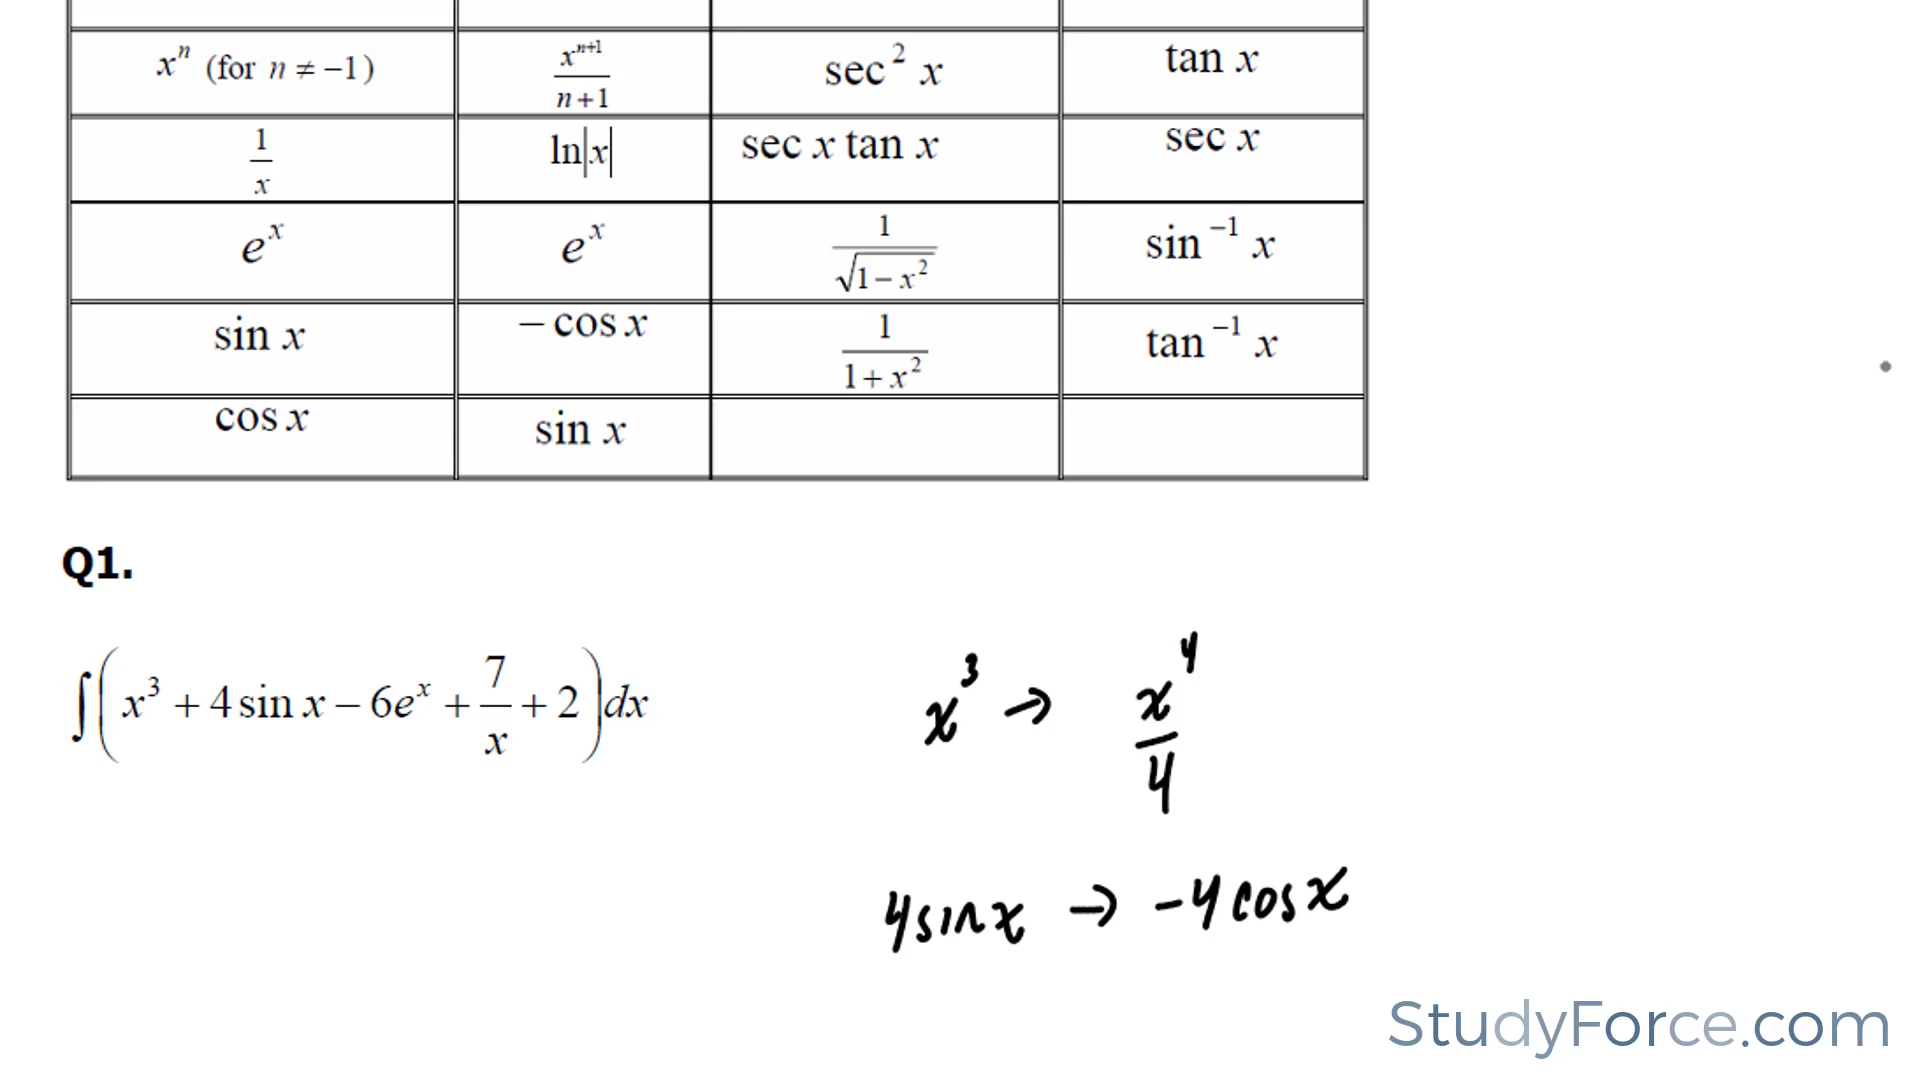 xⁿ (for n ≠ −1) xⁿ⁺¹/n+1 sec² x tan x
1/x ln|x| sec x tan x sec x
eˣ eˣ 1/√(1−x²) sin⁻¹ x
sin x − cos x 1/1+x² tan⁻¹ x
cos x sin x
Q1.
∫(x³ + 4 sin x − 6eˣ + 7/x + 2)dx
x³ → x⁴/4
4sinx → -4cosx
StudyForce.com